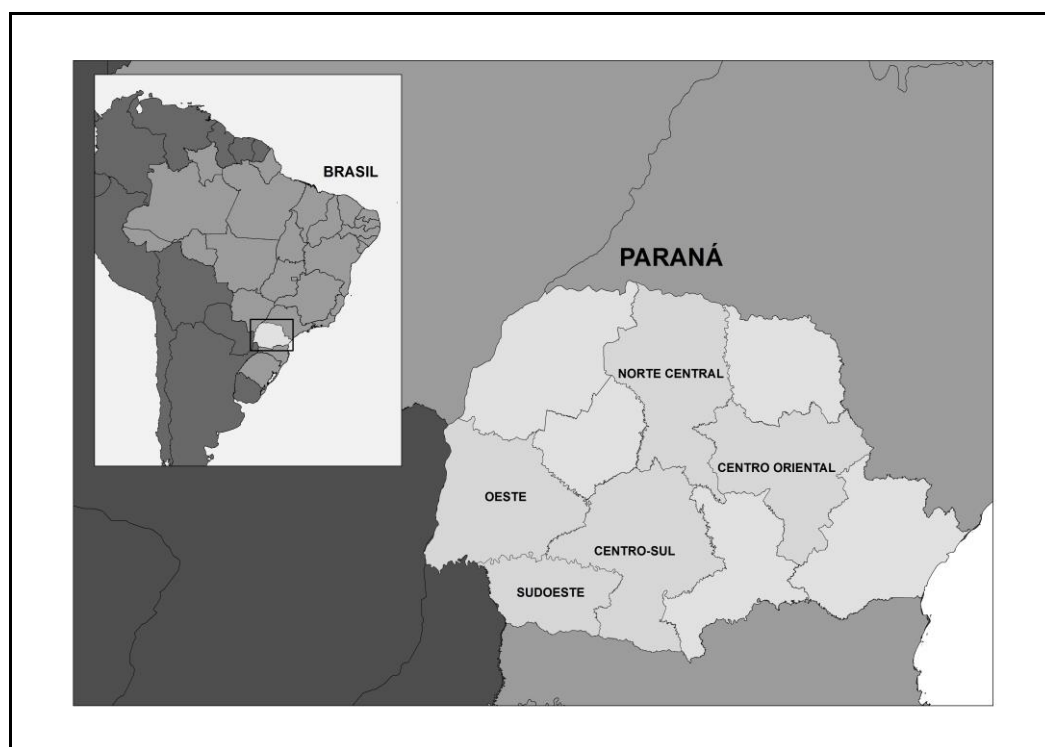 BRASIL
PARANÁ
NORTE CENTRAL
CENTRO ORIENTAL
OESTE
CENTRO-SUL
SUDOESTE